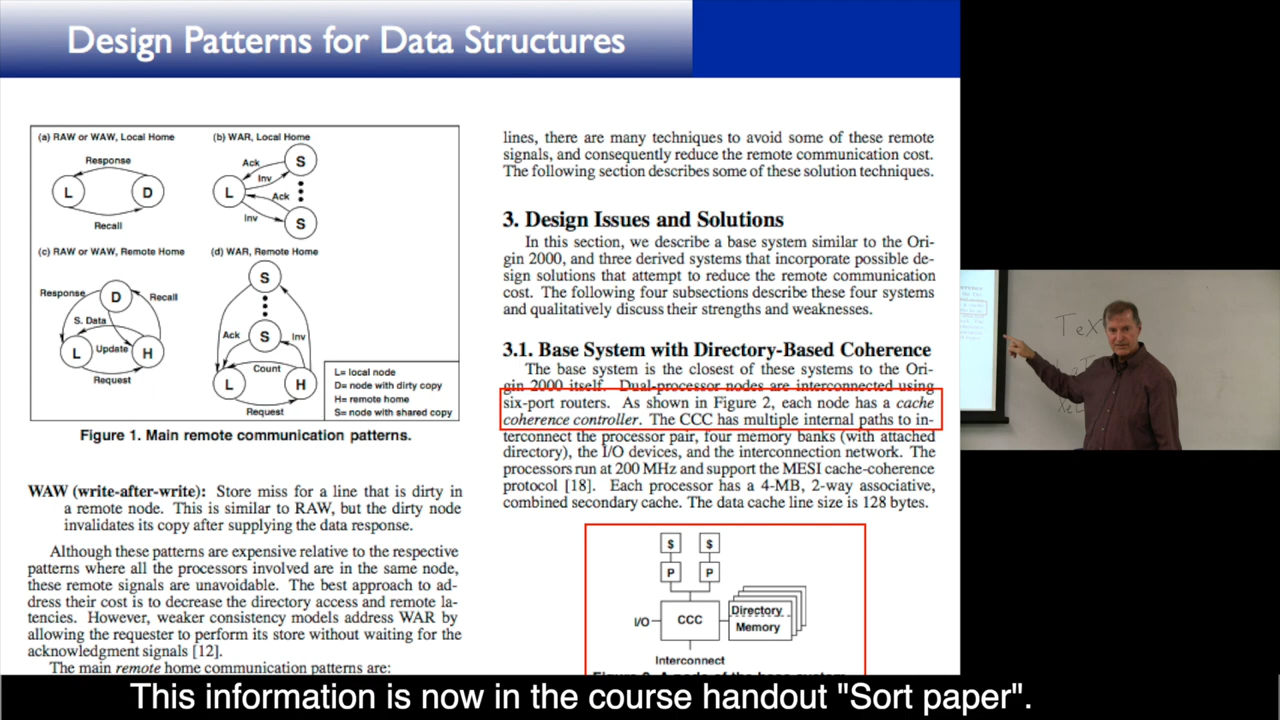 Design Patterns for Data Structures
(a) RAW or WAW, Local Home
Response
L
D
Recall
(b) WAR, Local Home
S
Ack
Inv
L
Ack
Inv
S
(c) RAW or WAW, Remote Home
D
Response
Recall
S. Data
L
Update
H
Request
(d) WAR, Remote Home
S
S
Ack
Inv
Count
L
H
Request
L= local node
D= node with dirty copy
H= remote home
S= node with shared copy
Figure 1. Main remote communication patterns.
WAW (write-after-write): Store miss for a line that is dirty in
a remote node. This is similar to RAW, but the dirty node
invalidates its copy after supplying the data response.
Although these patterns are expensive relative to the respective
patterns where all the processors involved are in the same node,
these remote signals are unavoidable. The best approach to ad-
dress their cost is to decrease the directory access and remote la-
tencies. However, weaker consistency models address WAR by
allowing the requester to perform its store without waiting for the
acknowledgment signals [12].
The main remote home communication patterns are:
lines, there are many techniques to avoid some of these remote
signals, and consequently reduce the remote communication cost.
The following section describes some of these solution techniques.
3. Design Issues and Solutions
In this section, we describe a base system similar to the Ori-
gin 2000, and three derived systems that incorporate possible de-
sign solutions that attempt to reduce the remote communication
cost. The following four subsections describe these four systems
and qualitatively discuss their strengths and weaknesses.
3.1. Base System with Directory-Based Coherence
The base system is the closest of these systems to the Ori-
gin 2000 itself. Dual-processor nodes are interconnected using
six-port routers. As shown in Figure 2, each node has a cache
coherence controller. The CCC has multiple internal paths to in-
terconnect the processor pair, four memory banks (with attached
directory), the I/O devices, and the interconnection network. The
processors run at 200 MHz and support the MESI cache-coherence
protocol [18]. Each processor has a 4-MB, 2-way associative,
combined secondary cache. The data cache line size is 128 bytes.
$ $
P P
I/O
CCC
Directory
Memory
Interconnect
Figure 2. A node of the base system
TeX
This information is now in the course handout "Sort paper".